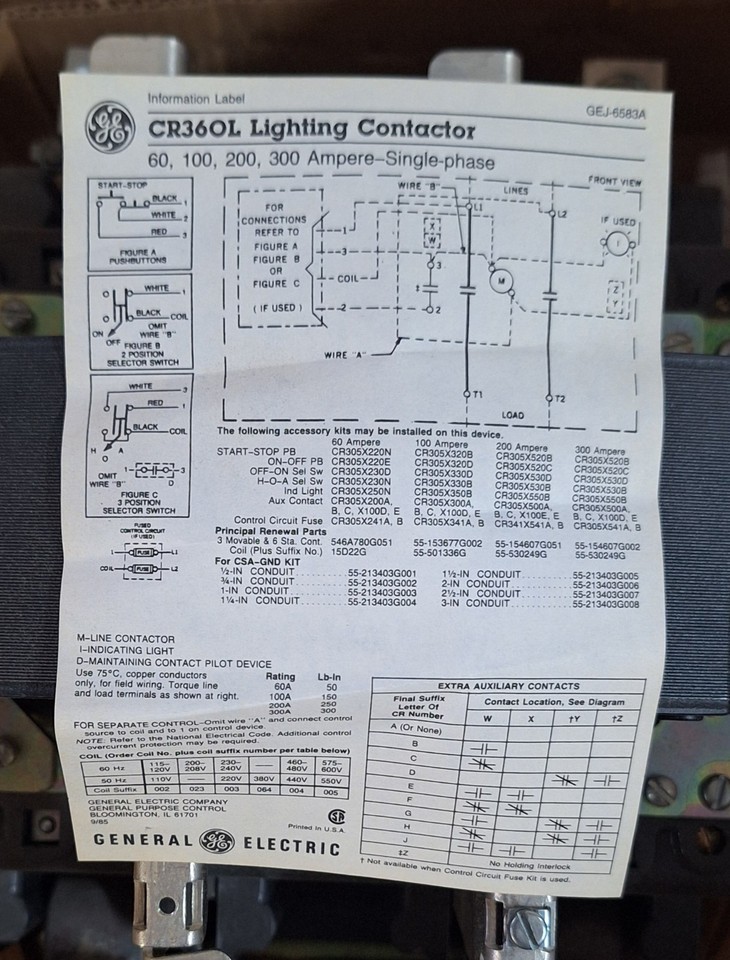 Information Label
GEJ-6583A
CR360L Lighting Contactor
60, 100, 200, 300 Ampere–Single-phase
START-STOP
BLACK 1
WHITE 2
RED 3
FIGURE A
PUSHBUTTONS
WHITE 1
BLACK COIL
OMIT
WIRE "B"
ON
OFF
FIGURE B
2 POSITION
SELECTOR SWITCH
WHITE 3
RED 1
BLACK COIL
H A
O
OMIT
WIRE "B"
1 3
D
FIGURE C
3 POSITION
SELECTOR SWITCH
FUSED
CONTROL CIRCUIT
(IF USED)
1 FUSE L1
COIL FUSE L2
FRONT VIEW
WIRE "B"
LINES
FOR
CONNECTIONS
REFER TO
FIGURE A
FIGURE B
OR
FIGURE C
(IF USED)
1
3
COIL
2
X
W
3
‡
2
L1
L2
M
IF USED
I
Z
Y
WIRE "A"
T1
T2
LOAD
The following accessory kits may be installed on this device.
60 Ampere 100 Ampere 200 Ampere 300 Ampere
START-STOP PB CR305X220N CR305X320B CR305X520B CR305X520B
ON-OFF PB CR305X220E CR305X320D CR305X520C CR305X520C
OFF-ON Sel Sw CR305X230D CR305X330D CR305X530D CR305X530D
H-O-A Sel Sw CR305X230N CR305X330B CR305X530B CR305X530B
Ind Light CR305X250N CR305X350B CR305X550B CR305X550B
Aux Contact CR305X200A, CR305X300A, CR305X500A, CR305X500A,
B, C, X100D, E B, C, X100D, E B, C, X100E, E B, C, X100D, E
Control Circuit Fuse CR305X241A, B CR305X341A, B CR341X541A, B CR305X541A, B
Principal Renewal Parts
3 Movable & 6 Sta. Cont. 546A780G051 55-153677G002 55-154607G051 55-154607G002
Coil (Plus Suffix No.) 15D22G 55-501336G 55-530249G 55-530249G
For CSA-GND KIT
½-IN CONDUIT 55-213403G001 1½-IN CONDUIT 55-213403G005
¾-IN CONDUIT 55-213403G002 2-IN CONDUIT 55-213403G006
1-IN CONDUIT 55-213403G003 2½-IN CONDUIT 55-213403G007
1¼-IN CONDUIT 55-213403G004 3-IN CONDUIT 55-213403G008
M-LINE CONTACTOR
I-INDICATING LIGHT
D-MAINTAINING CONTACT PILOT DEVICE
Use 75°C, copper conductors
only, for field wiring. Torque line
and load terminals as shown at right.
Rating Lb-In
60A 50
100A 150
200A 250
300A 300
FOR SEPARATE CONTROL-Omit wire "A" and connect control
source to coil and to 1 on control device.
NOTE: Refer to the National Electrical Code. Additional control
overcurrent protection may be required.
COIL (Order Coil No. plus coil suffix number per table below)
60 Hz 115–120V 200–208V 230–240V — 460–480V 575–600V
50 Hz 110V — 220V 380V 440V 550V
Coil Suffix 002 023 003 064 004 005
GENERAL ELECTRIC COMPANY
GENERAL PURPOSE CONTROL
BLOOMINGTON, IL 61701
9/85
SA
Printed in U.S.A.
GENERAL GE ELECTRIC
EXTRA AUXILIARY CONTACTS
Final Suffix
Letter Of
CR Number
Contact Location, See Diagram
W X †Y †Z
A (Or None)
B
C
D
E
F
G
H
J
‡Z
No Holding Interlock
† Not available when Control Circuit Fuse Kit is used.